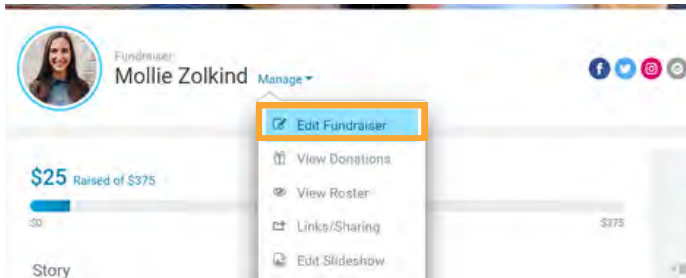 Fundraiser
Mollie Zolkind Manage
Edit Fundraiser
View Donations
$25 Raised of $375
View Roster
$0
$375
Links/Sharing
Edit Slideshow
Story